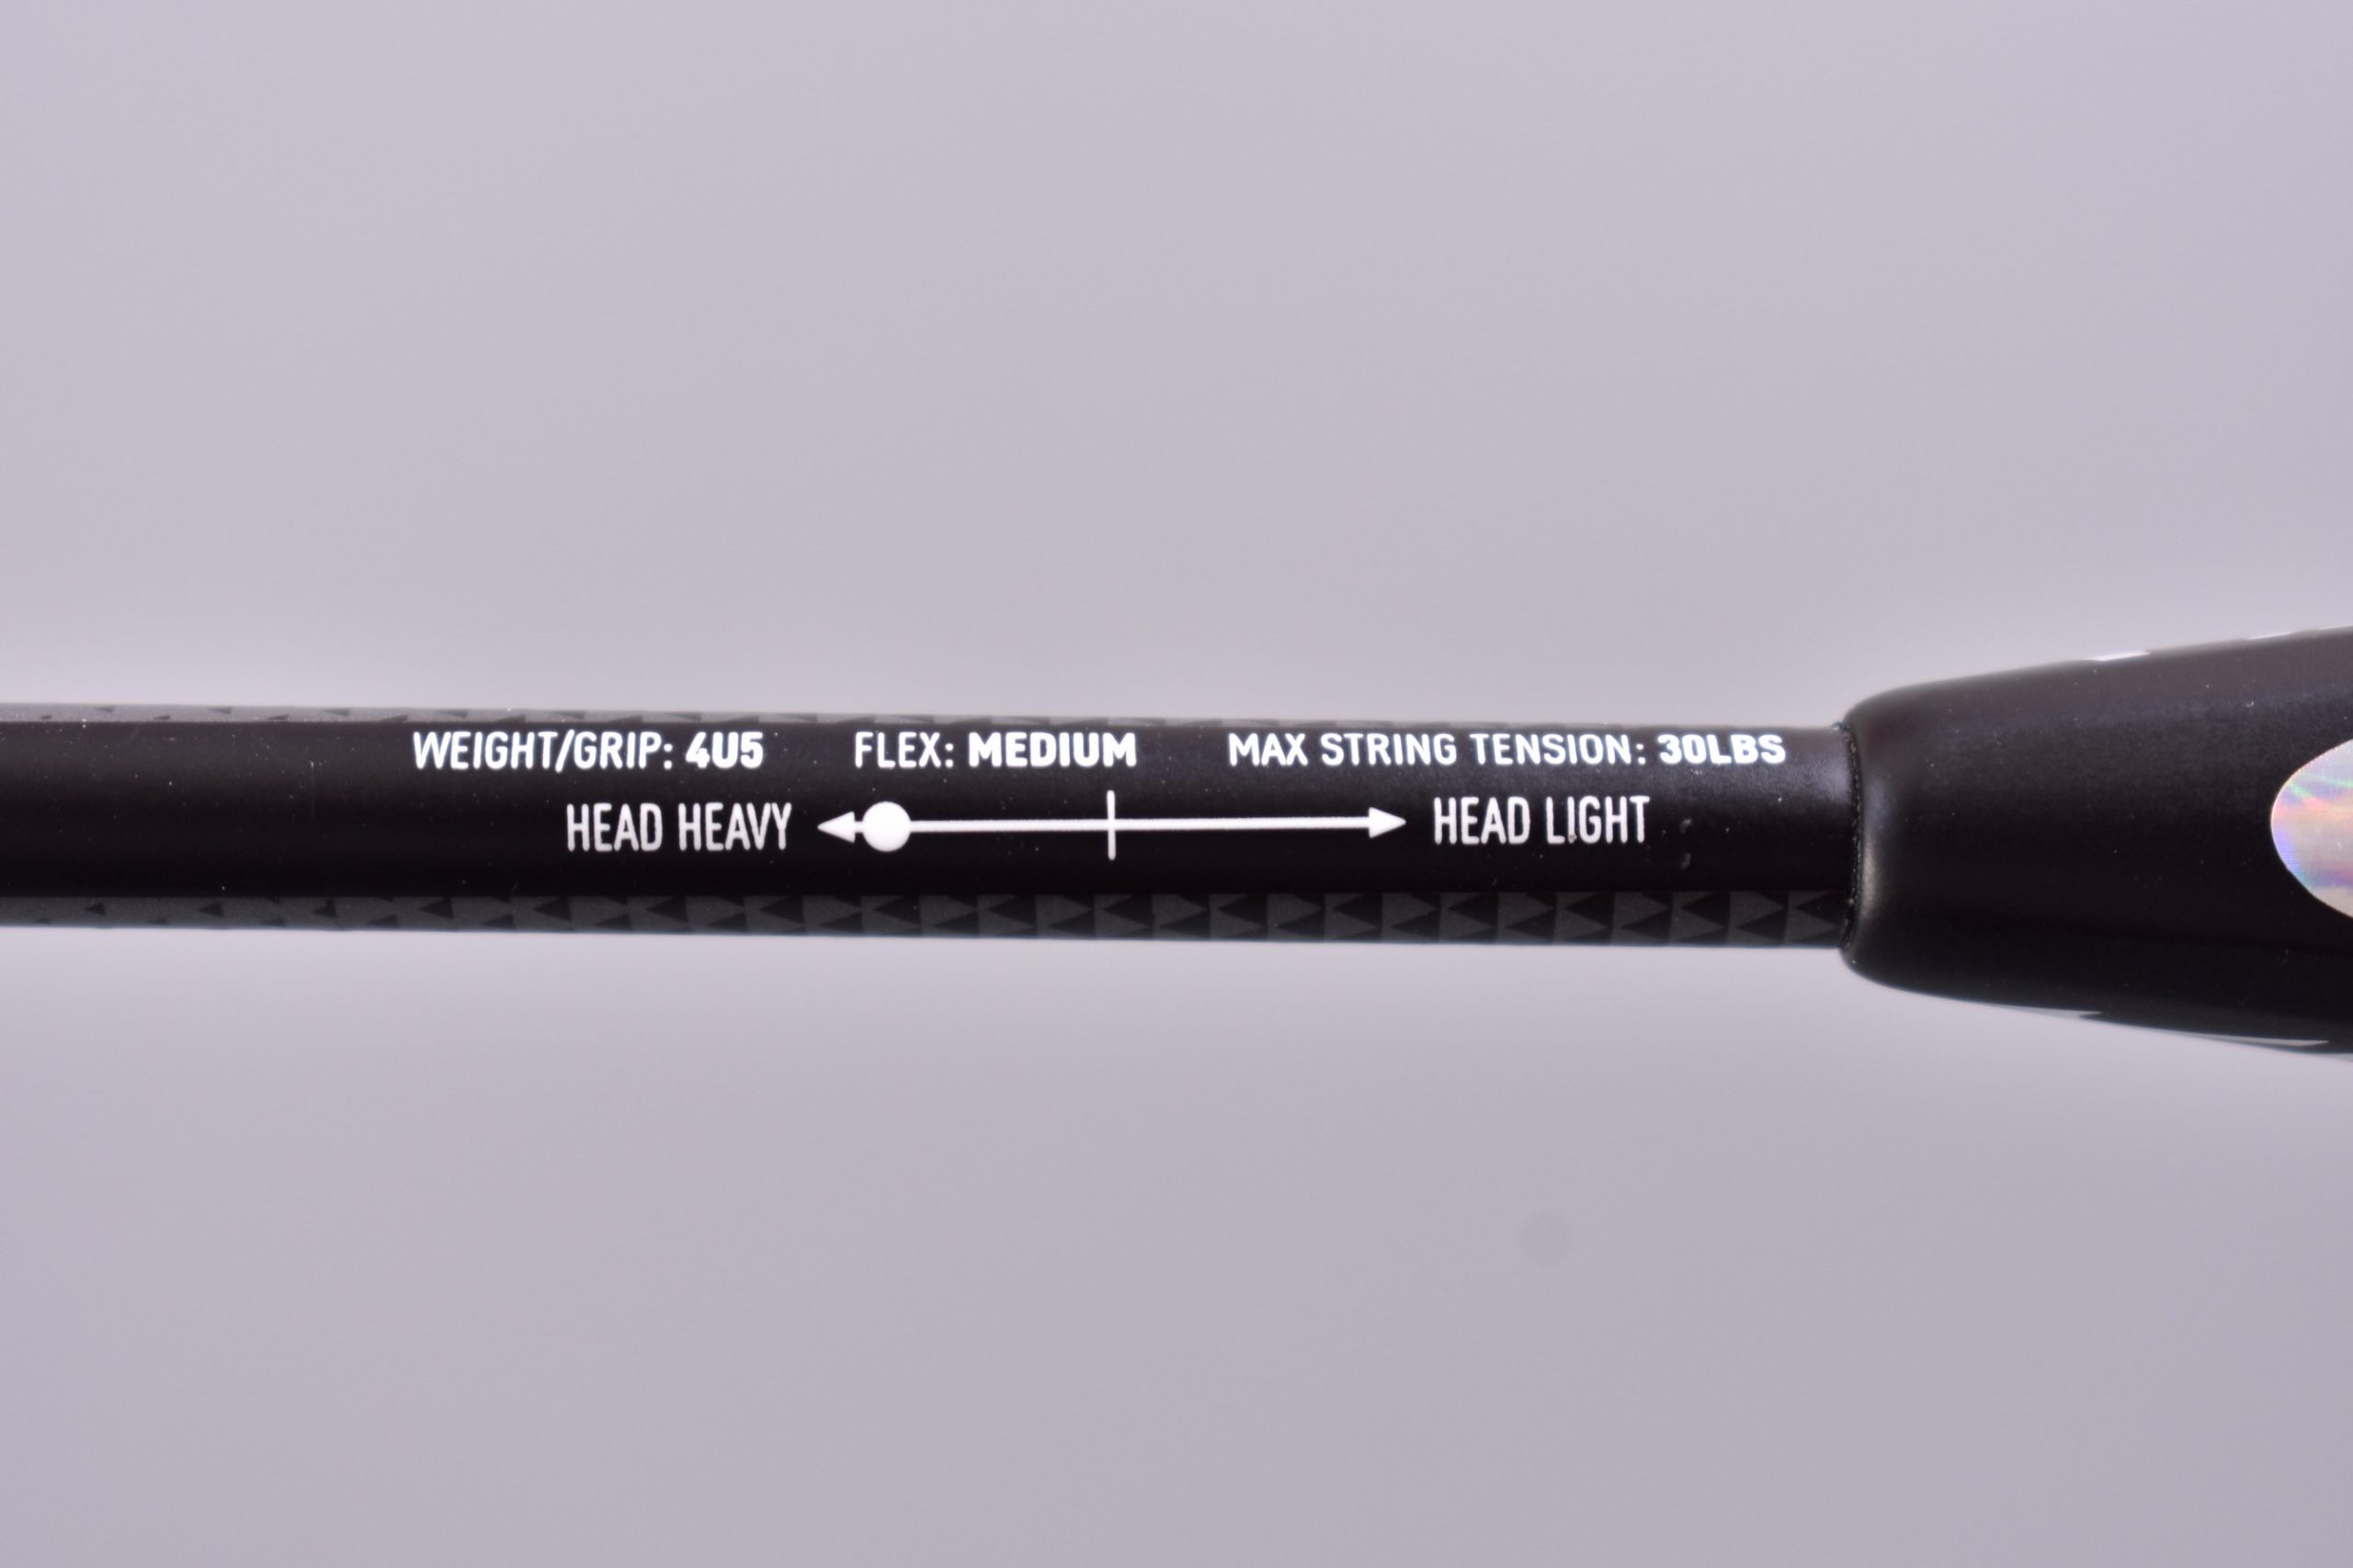 WEIGHT/GRIP: 4U5 FLEX: MEDIUM MAX STRING TENSION: 30LBS
HEAD HEAVY HEAD LIGHT